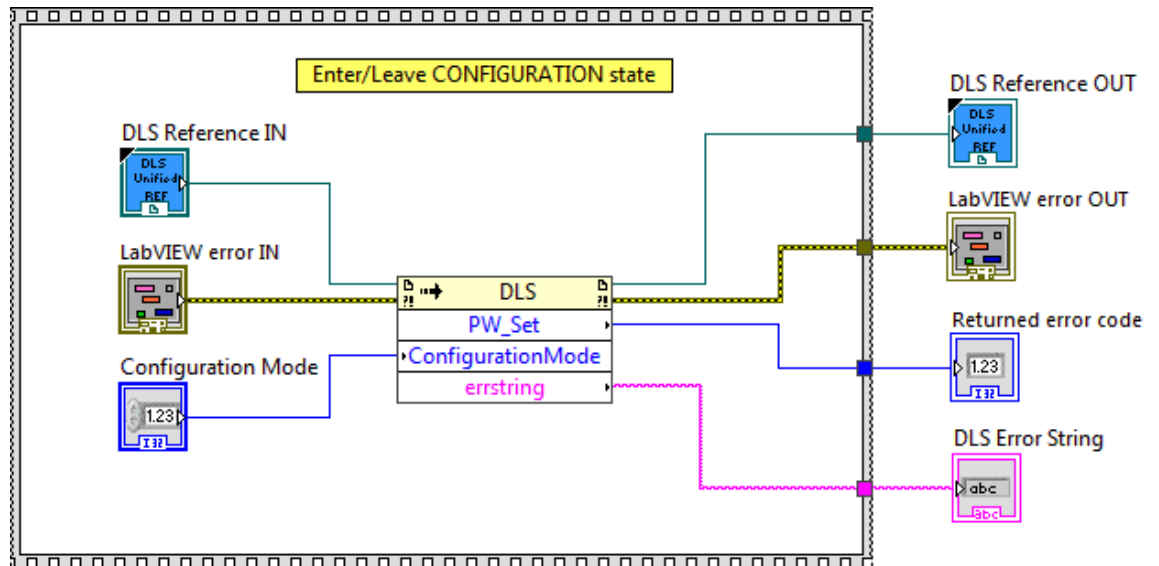 Enter/Leave CONFIGURATION state
DLS Reference IN
DLS
Unified
REF
LabVIEW error IN
?!
Configuration Mode
1.23
I32
DLS
?!
?!
PW_Set
ConfigurationMode
errstring
DLS Reference OUT
DLS
Unified
REF
LabVIEW error OUT
?!
Returned error code
1.23
I32
DLS Error String
abc
abc